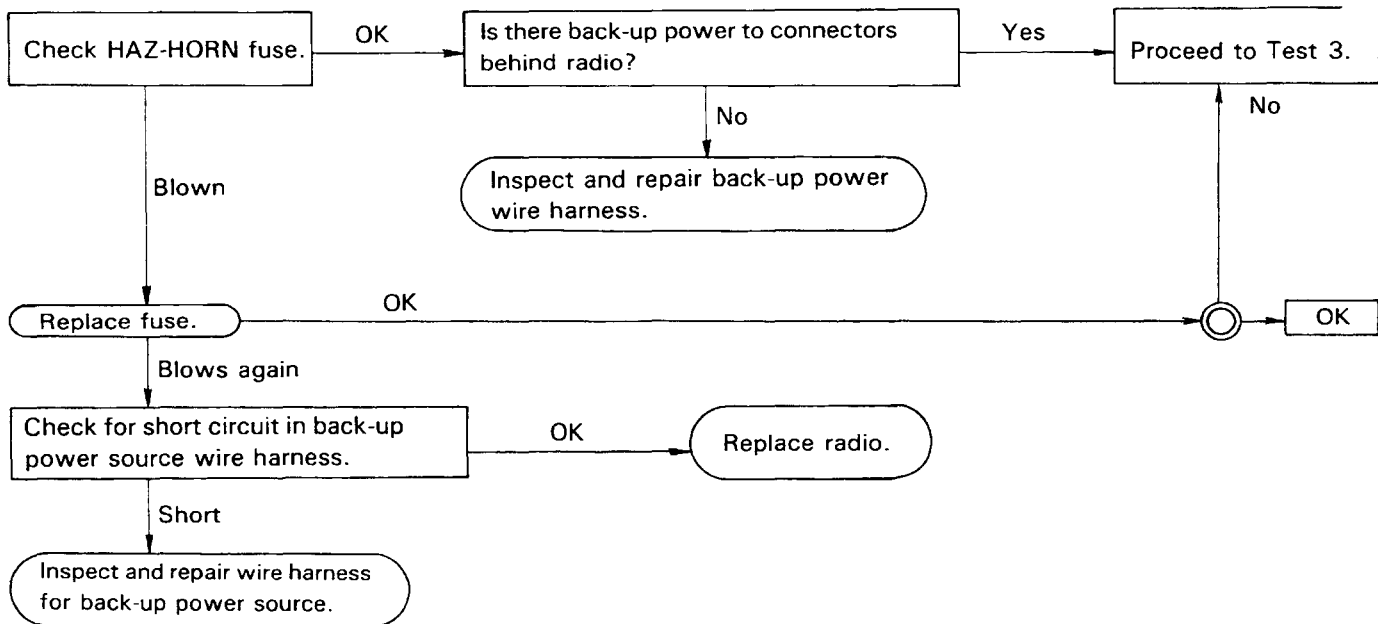 Check HAZ-HORN fuse.
OK
Is there back-up power to connectors
behind radio?
Yes
Proceed to Test 3.
No
No
Inspect and repair back-up power
wire harness.
Blown
Replace fuse.
OK
OK
Blows again
Check for short circuit in back-up
power source wire harness.
OK
Replace radio.
Short
Inspect and repair wire harness
for back-up power source.